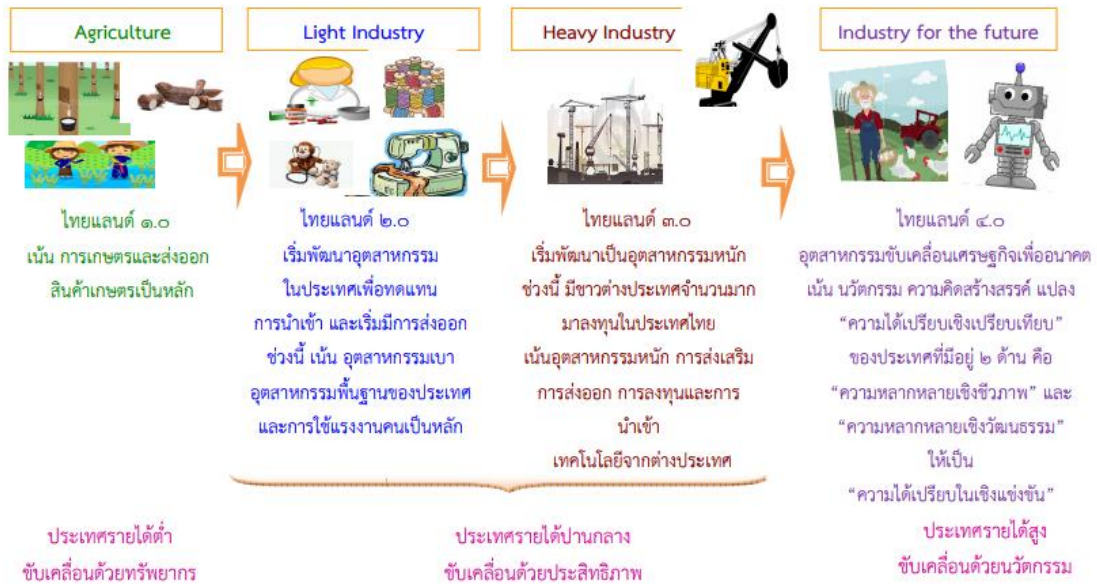 Agriculture
Light Industry
Heavy Industry
Industry for the future
ไทยแลนด์ ๑.๐
เน้น การเกษตรและส่งออก
สินค้าเกษตรเป็นหลัก
ไทยแลนด์ ๒.๐
เริ่มพัฒนาอุตสาหกรรม
ในประเทศเพื่อทดแทน
การนำเข้า และเริ่มมีการส่งออก
ช่วงนี้ เน้น อุตสาหกรรมเบา
อุตสาหกรรมพื้นฐานของประเทศ
และการใช้แรงงานคนเป็นหลัก
ไทยแลนด์ ๓.๐
เริ่มพัฒนาเป็นอุตสาหกรรมหนัก
ช่วงนี้ มีชาวต่างประเทศจำนวนมาก
มาลงทุนในประเทศไทย
เน้นอุตสาหกรรมหนัก การส่งเสริม
การส่งออก การลงทุนและการ
นำเข้า
เทคโนโลยีจากต่างประเทศ
ไทยแลนด์ ๔.๐
อุตสาหกรรมขับเคลื่อนเศรษฐกิจเพื่ออนาคต
เน้น นวัตกรรม ความคิดสร้างสรรค์ แปลง
“ความได้เปรียบเชิงเปรียบเทียบ”
ของประเทศที่มีอยู่ ๒ ด้าน คือ
“ความหลากหลายเชิงชีวภาพ” และ
“ความหลากหลายเชิงวัฒนธรรม”
ให้เป็น
“ความได้เปรียบในเชิงแข่งขัน”
ประเทศรายได้ต่ำ
ขับเคลื่อนด้วยทรัพยากร
ประเทศรายได้ปานกลาง
ขับเคลื่อนด้วยประสิทธิภาพ
ประเทศรายได้สูง
ขับเคลื่อนด้วยนวัตกรรม